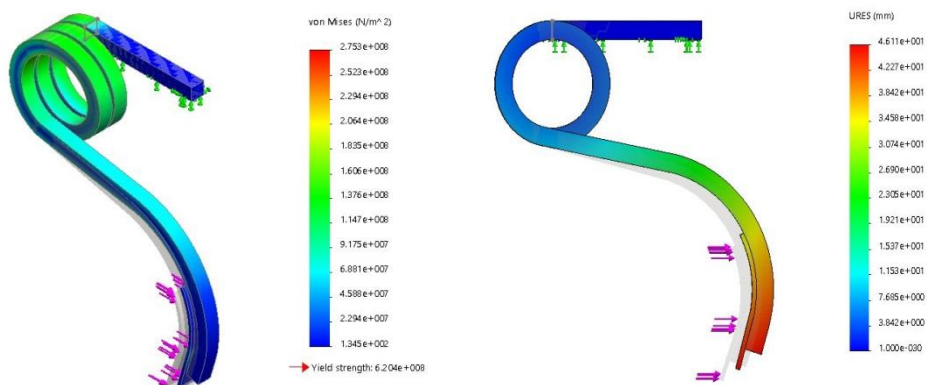 von Mises (N/m^2)
2.753e+008
2.523e+008
2.294e+008
2.064e+008
1.835e+008
1.606e+008
1.376e+008
1.147e+008
9.175e+007
6.881e+007
4.588e+007
2.294e+007
1.345e+002
Yield strength: 6.204e+008
URES (mm)
4.611e+001
4.227e+001
3.842e+001
3.458e+001
3.074e+001
2.690e+001
2.305e+001
1.921e+001
1.537e+001
1.153e+001
7.685e+000
3.842e+000
1.000e-030